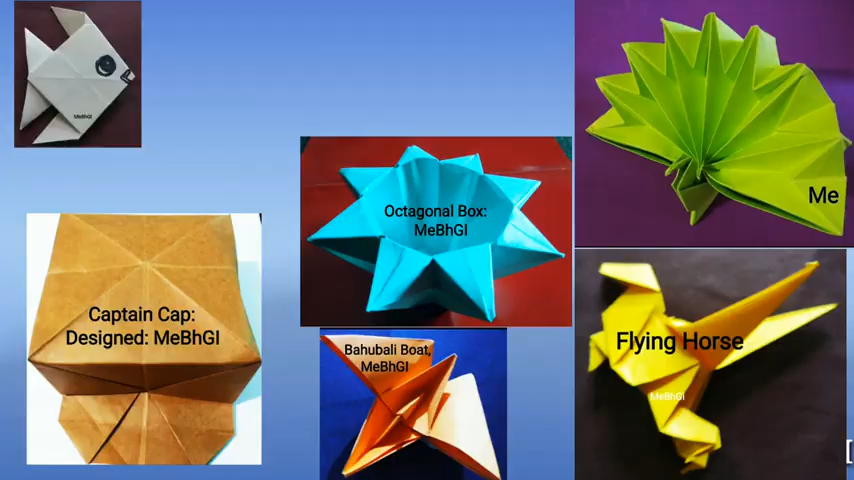 MeBhGI
Me
Octagonal Box:
MeBhGI
Captain Cap:
Designed: MeBhGI
Bahubali Boat,
MeBhGI
Flying Horse
MeBhGI
[